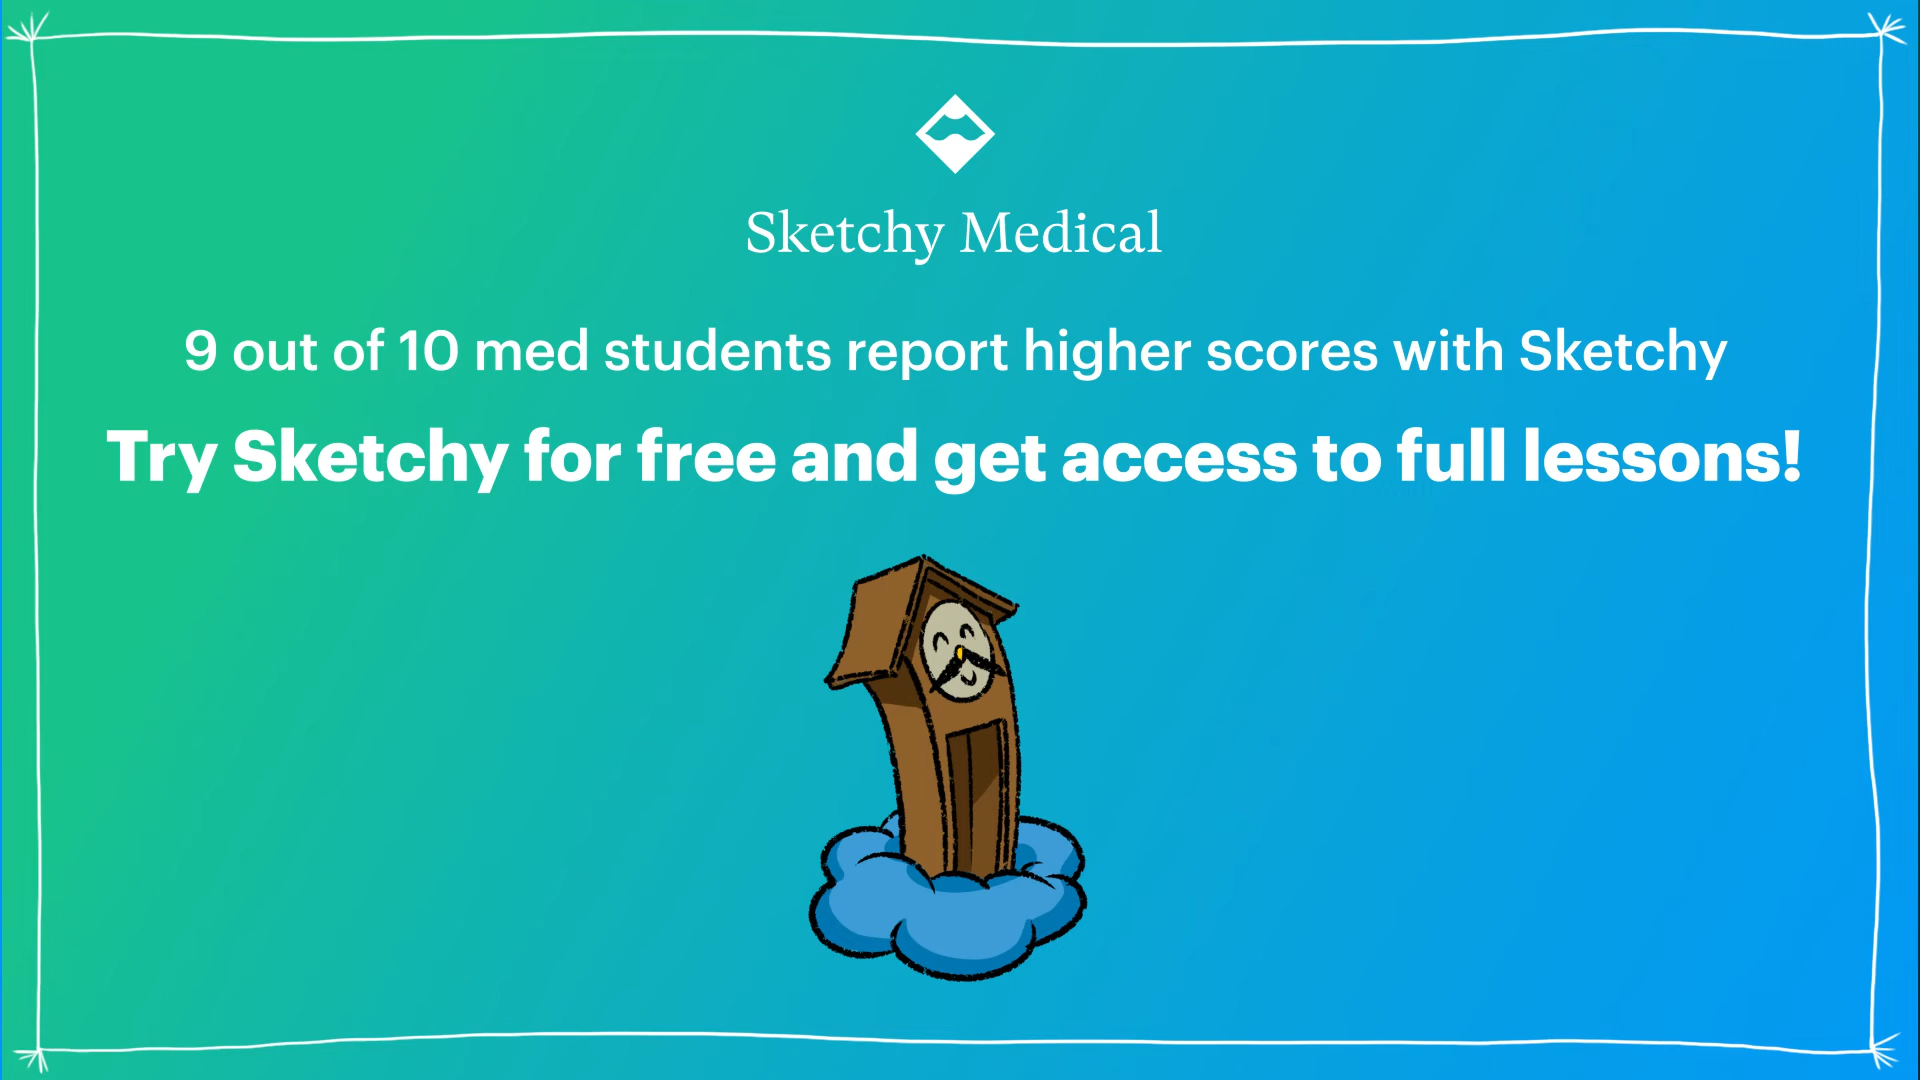 Sketchy Medical
9 out of 10 med students report higher scores with Sketchy
Try Sketchy for free and get access to full lessons!